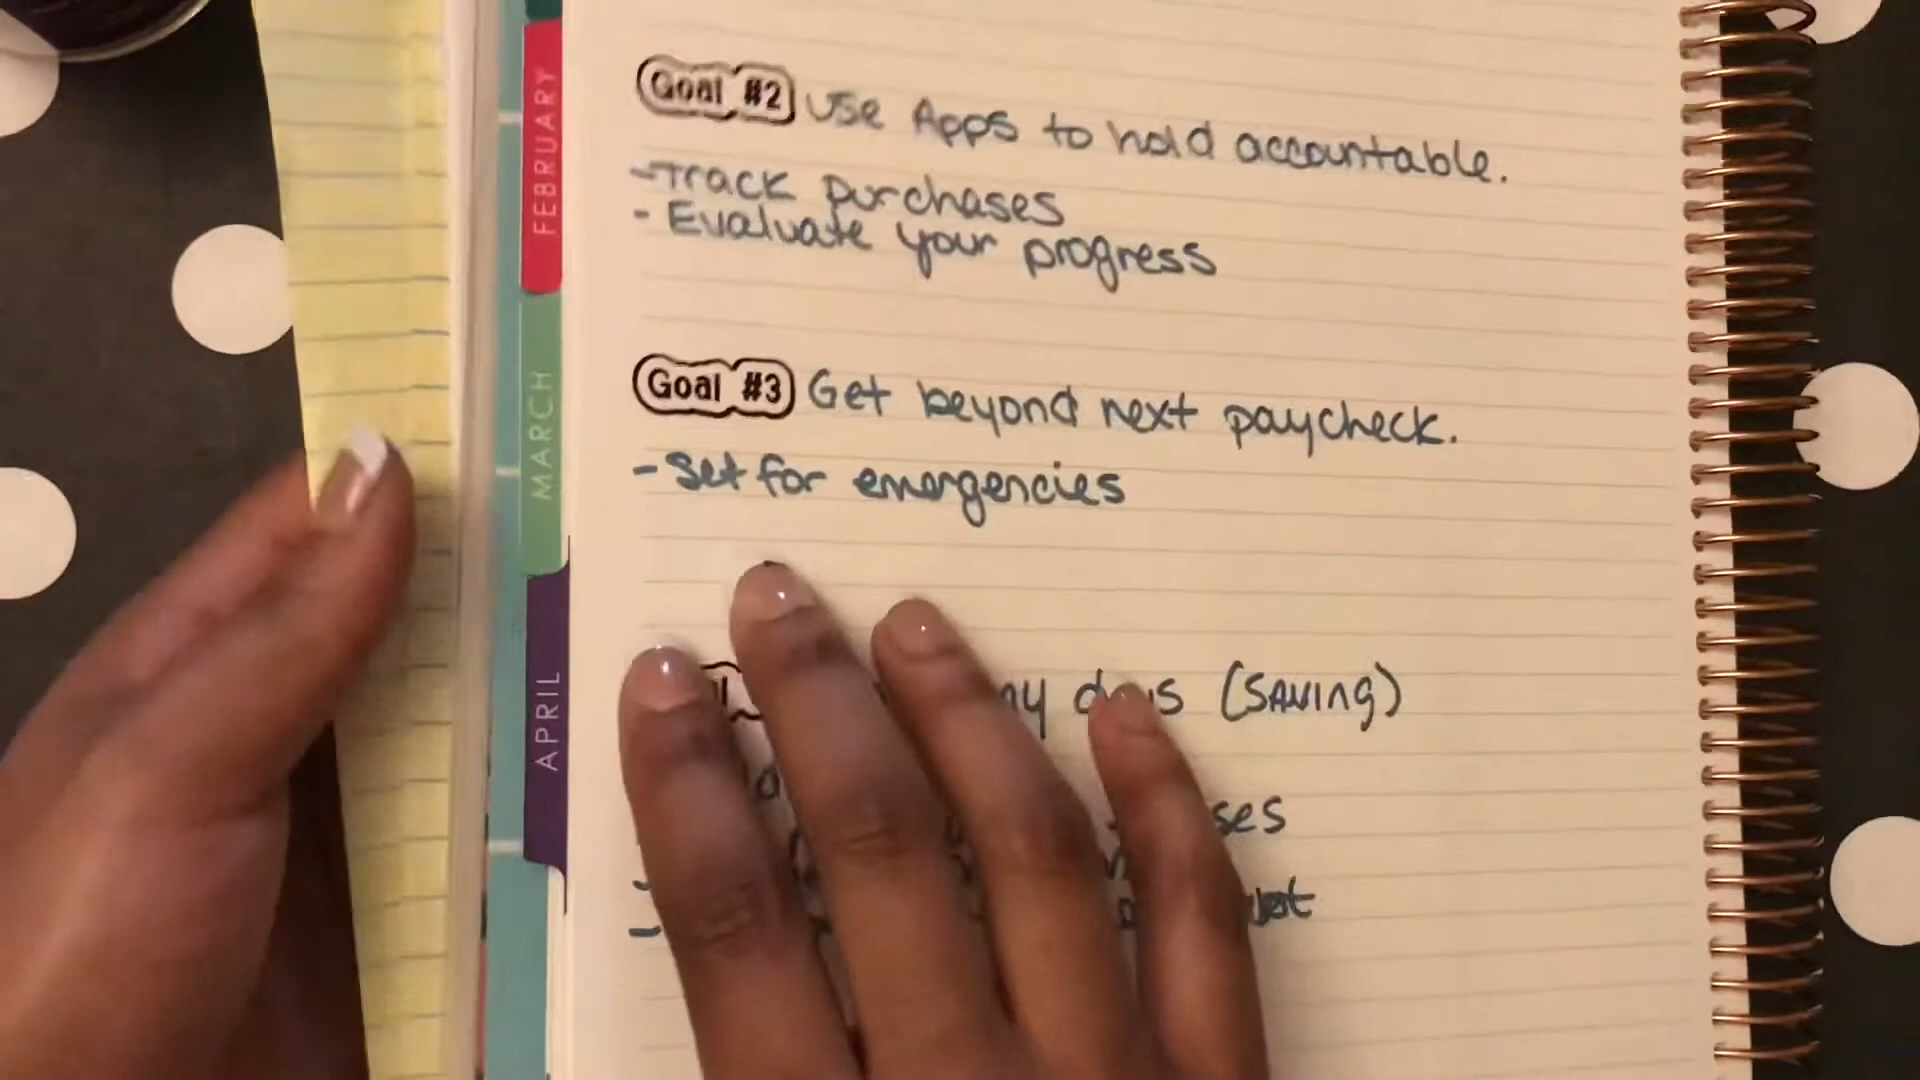 FEBRUARY
MARCH
APRIL
Goal #2 Use Apps to hold accountable.
-Track purchases
- Evaluate your progress
Goal #3 Get beyond next paycheck.
- Set for emergencies
(SAVINg)